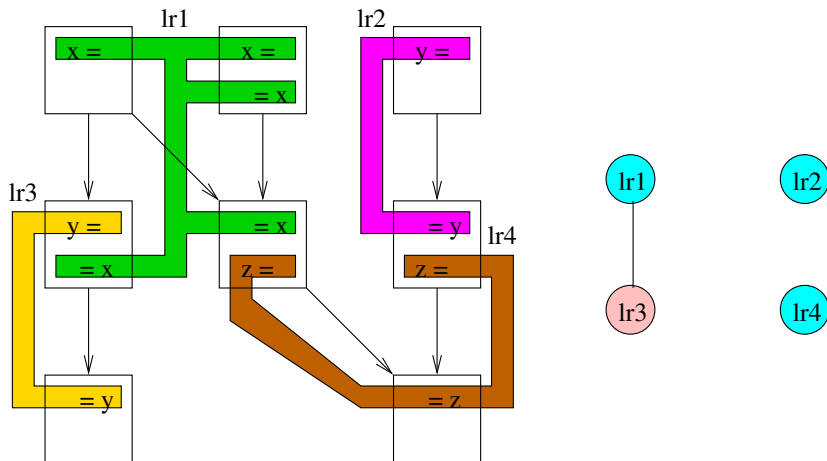 lr1
lr2
x =
x =
y =
= x
lr1
lr2
lr3
y =
= x
= y
lr4
= x
z =
z =
lr3
lr4
= y
= z